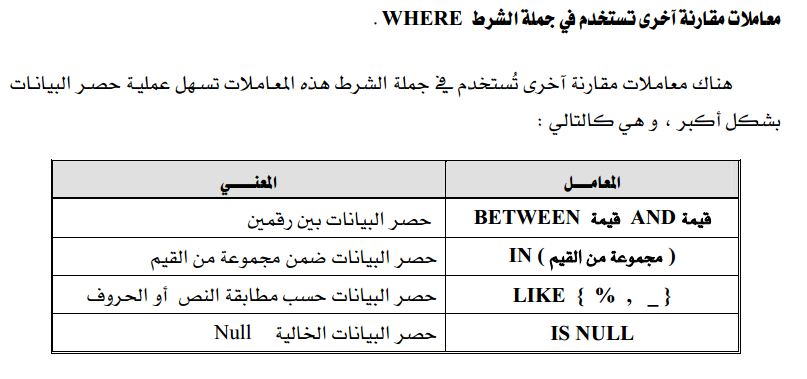 معاملات مقارنة آخرى تستخدم في جملة الشرط WHERE .
هناك معاملات مقارنة آخرى تُستخدم في جملة الشرط هذه المعاملات تسهل عملية حصر البيانات
بشكل أكبر ، و هي كالتالي :
المعامــــل المعنــــــي
BETWEEN قيمة AND قيمة حصر البيانات بين رقمين
IN ( مجموعة من القيم ) حصر البيانات ضمن مجموعة من القيم
LIKE { % , _ } حصر البيانات حسب مطابقة النص أو الحروف
IS NULL حصر البيانات الخالية Null